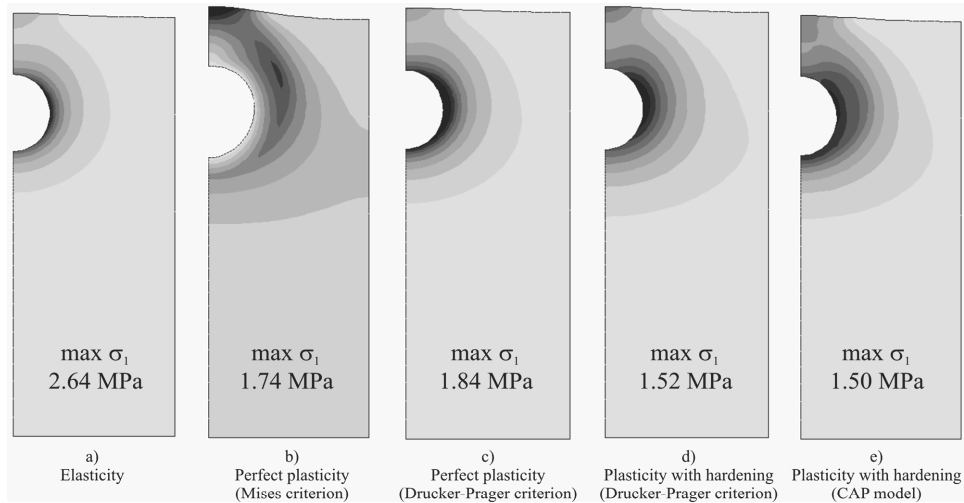 max σ₁
2.64 MPa
max σ₁
1.74 MPa
max σ₁
1.84 MPa
max σ₁
1.52 MPa
max σ₁
1.50 MPa
a)
Elasticity
b)
Perfect plasticity
(Mises criterion)
c)
Perfect plasticity
(Drucker-Prager criterion)
d)
Plasticity with hardening
(Drucker-Prager criterion)
e)
Plasticity with hardening
(CAP model)